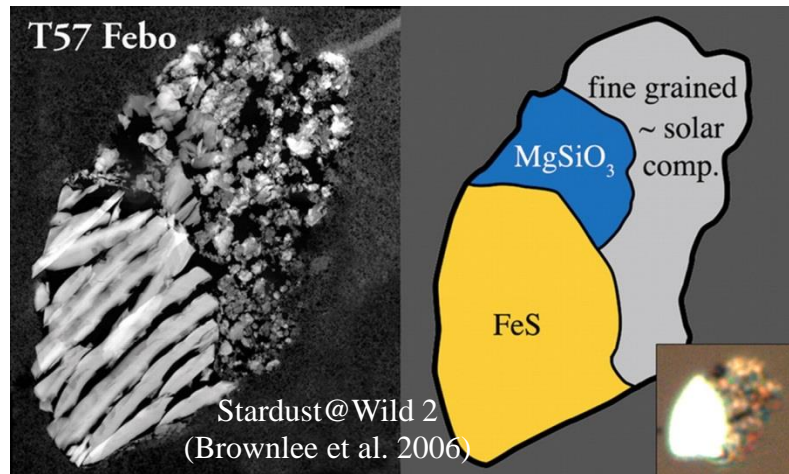 T57 Febo
Stardust@Wild 2
(Brownlee et al. 2006)
fine grained
~ solar
comp.
MgSiO₃
FeS